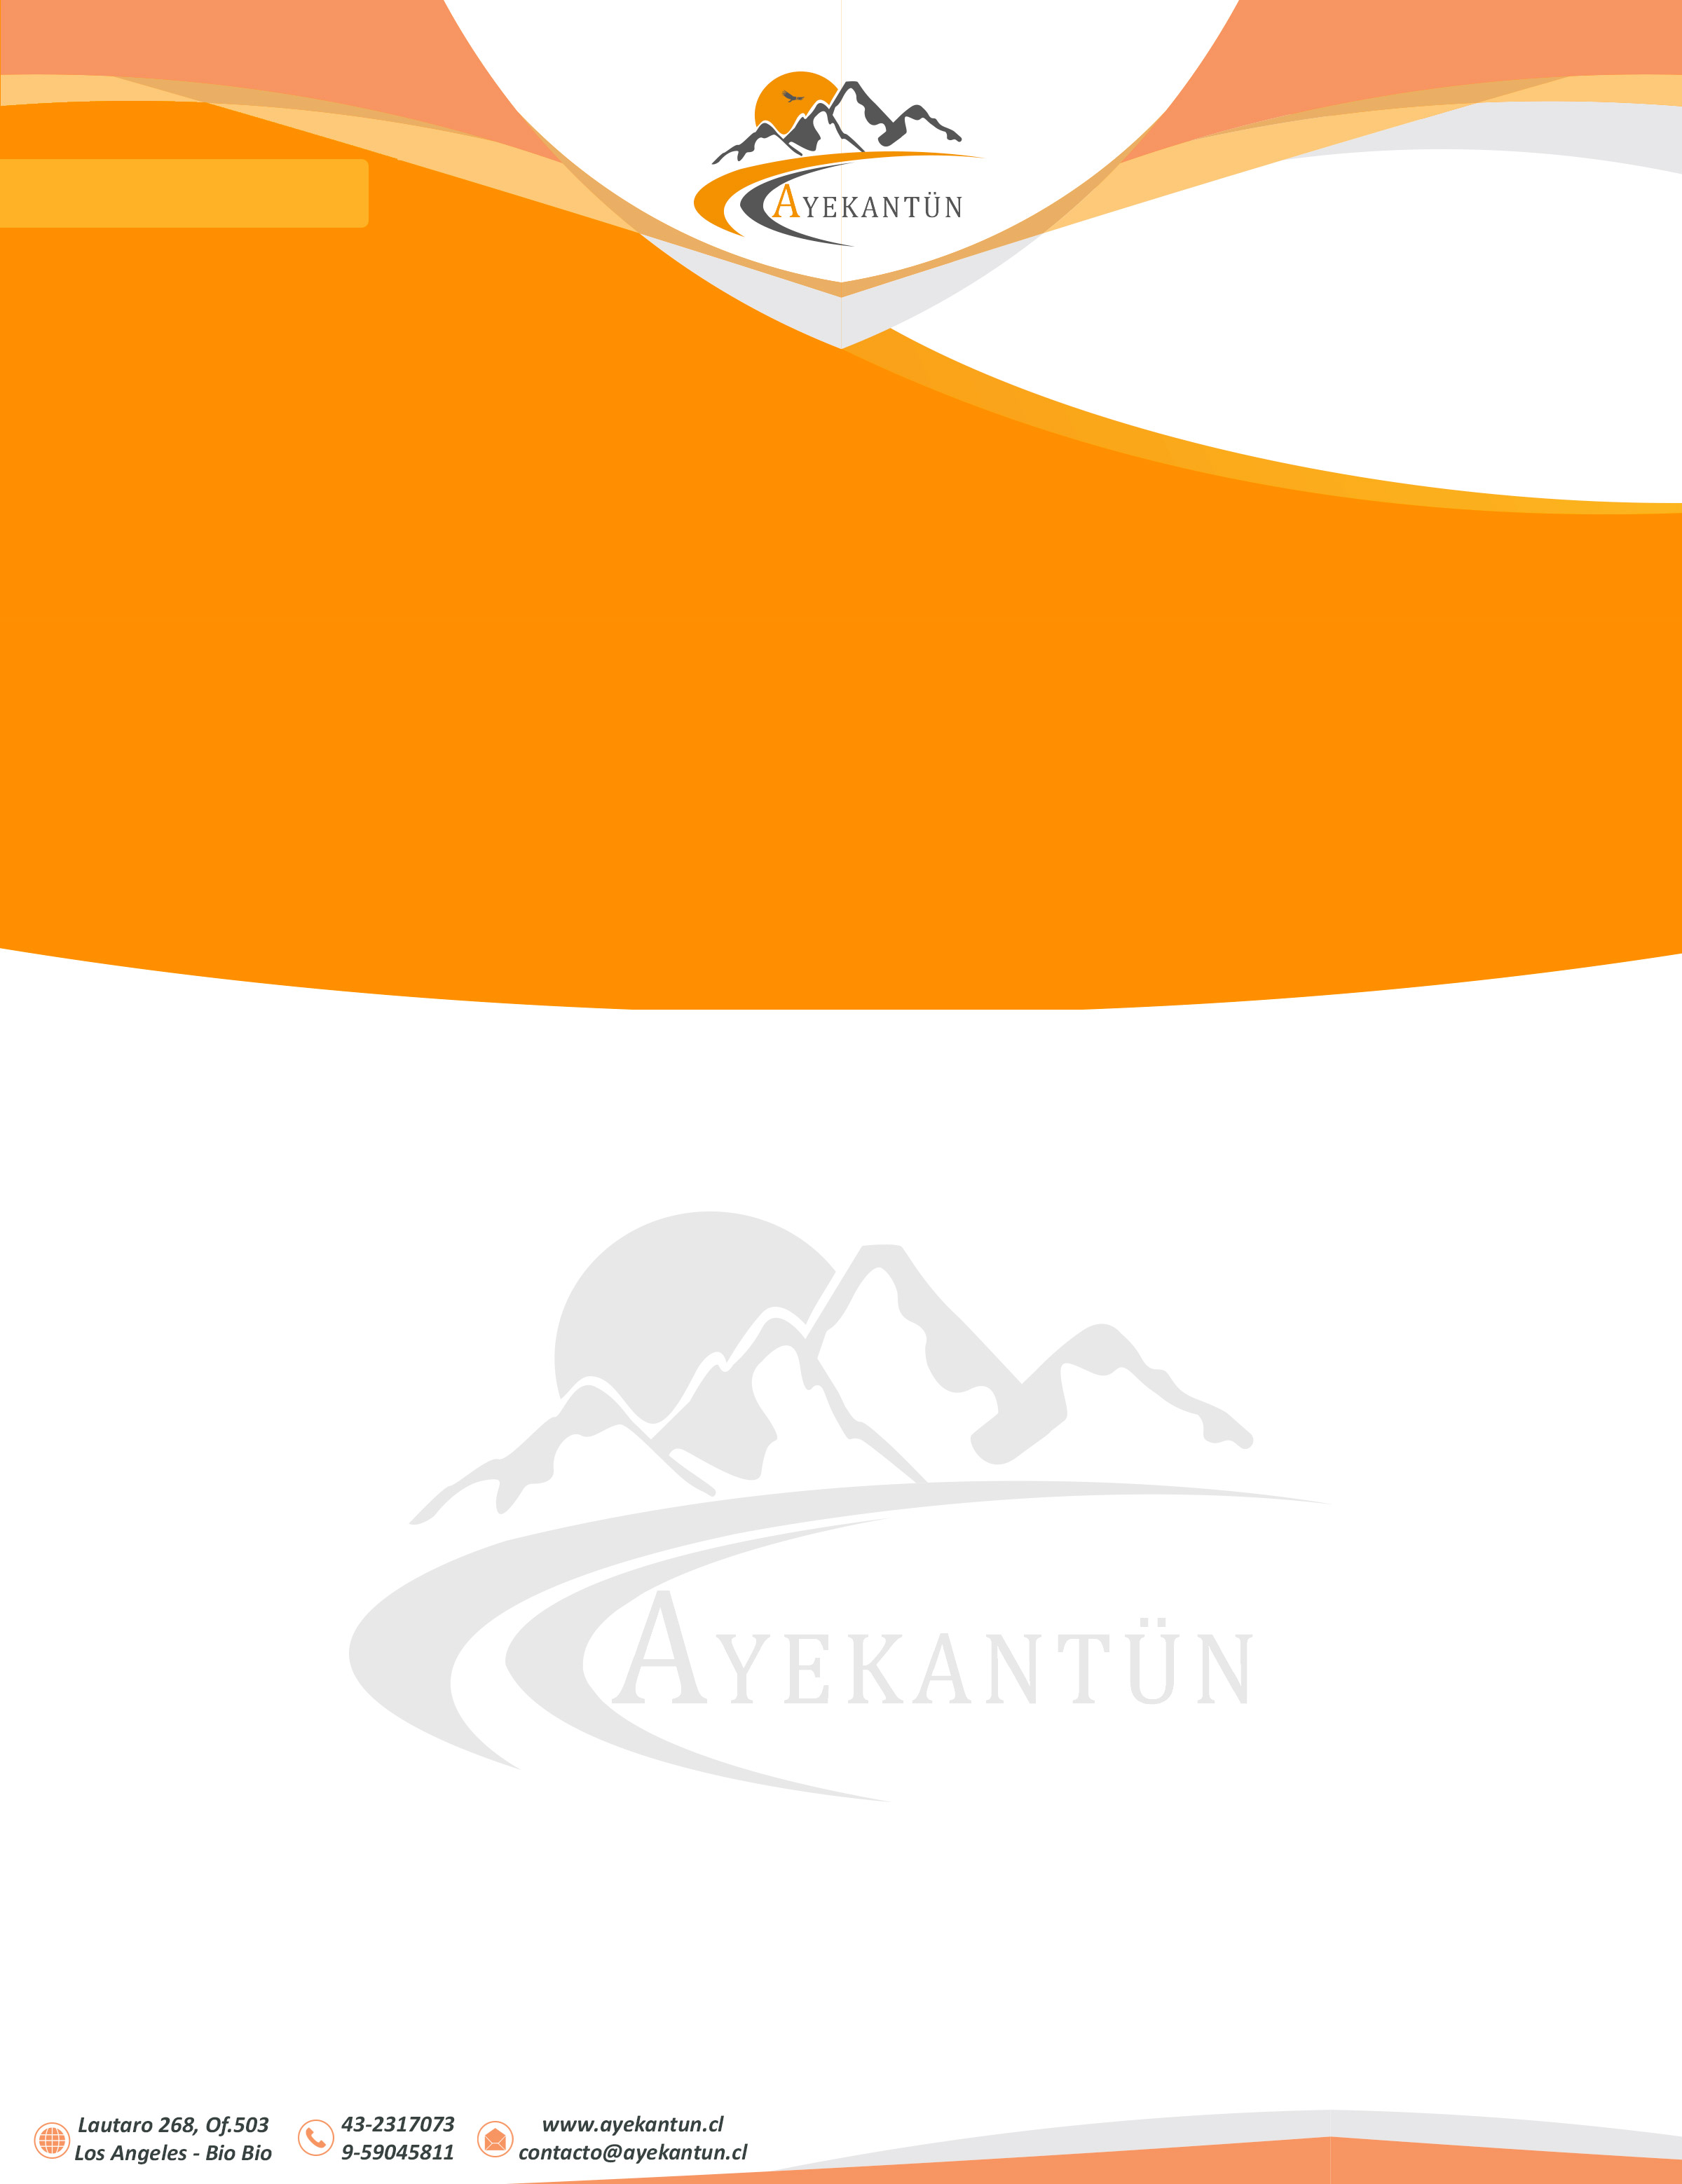 AYEKANTÜN
AYEKANTÜN
Lautaro 268, Of.503
Los Angeles - Bio Bio
43-2317073
9-59045811
www.ayekantun.cl
contacto@ayekantun.cl